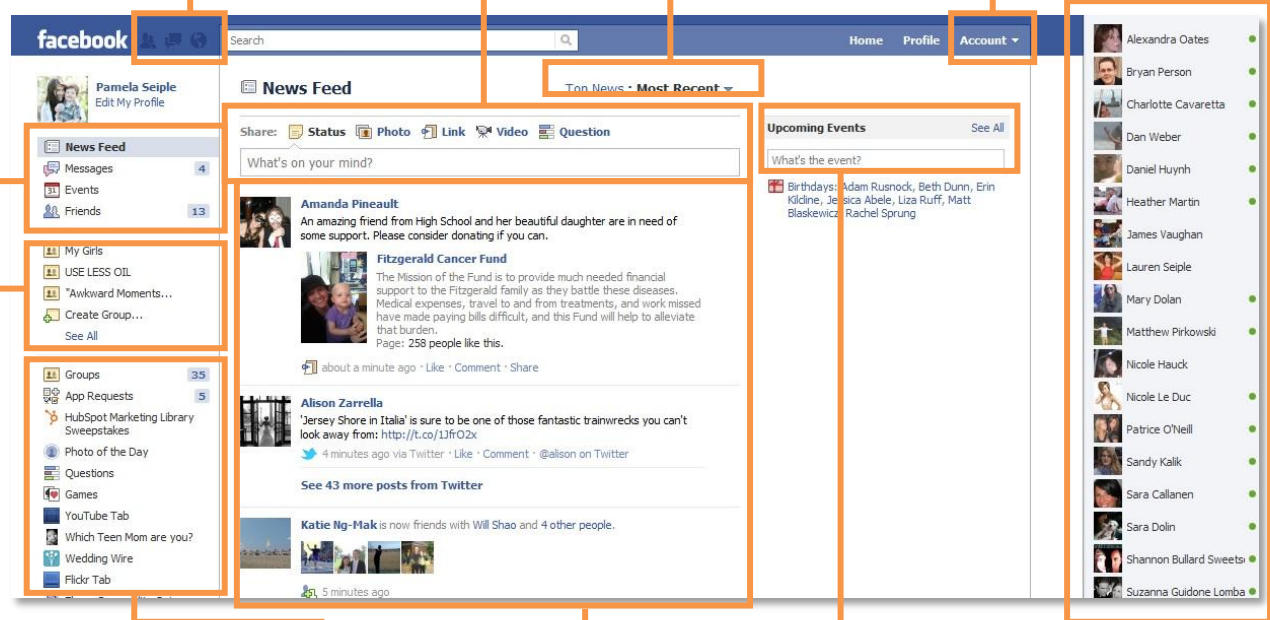 facebook
Search
Home Profile Account
Pamela Seiple
Edit My Profile
News Feed
Messages 4
31 Events
Friends 13
My Girls
USE LESS OIL
"Awkward Moments...
Create Group...
See All
Groups 35
App Requests 5
HubSpot Marketing Library
Sweepstakes
Photo of the Day
Questions
Games
YouTube Tab
Which Teen Mom are you?
Wedding Wire
Flickr Tab
News Feed
Top News · Most Recent
Share: Status Photo Link Video Question
What's on your mind?
Amanda Pineault
An amazing friend from High School and her beautiful daughter are in need of
some support. Please consider donating if you can.
Fitzgerald Cancer Fund
The Mission of the Fund is to provide much needed financial
support to the Fitzgerald family as they battle these diseases.
Medical expenses, travel to and from treatments, and work missed
have made paying bills difficult, and this Fund will help to alleviate
that burden.
Page: 258 people like this.
about a minute ago · Like · Comment · Share
Alison Zarrella
'Jersey Shore in Italia' is sure to be one of those fantastic trainwrecks you can't
look away from: http://t.co/1JfrO2x
4 minutes ago via Twitter · Like · Comment · @alison on Twitter
See 43 more posts from Twitter
Katie Ng-Mak is now friends with Will Shao and 4 other people.
5 minutes ago
Upcoming Events See All
What's the event?
Birthdays: Adam Rusnock, Beth Dunn, Erin
Kildine, Jessica Abele, Liza Ruff, Matt
Blaskewicz, Rachel Sprung
Alexandra Oates
Bryan Person
Charlotte Cavaretta
Dan Weber
Daniel Huynh
Heather Martin
James Vaughan
Lauren Seiple
Mary Dolan
Matthew Pirkowski
Nicole Hauck
Nicole Le Duc
Patrice O'Neill
Sandy Kalik
Sara Callanen
Sara Dolin
Shannon Bullard Sweets
Suzanna Guidone Lomba